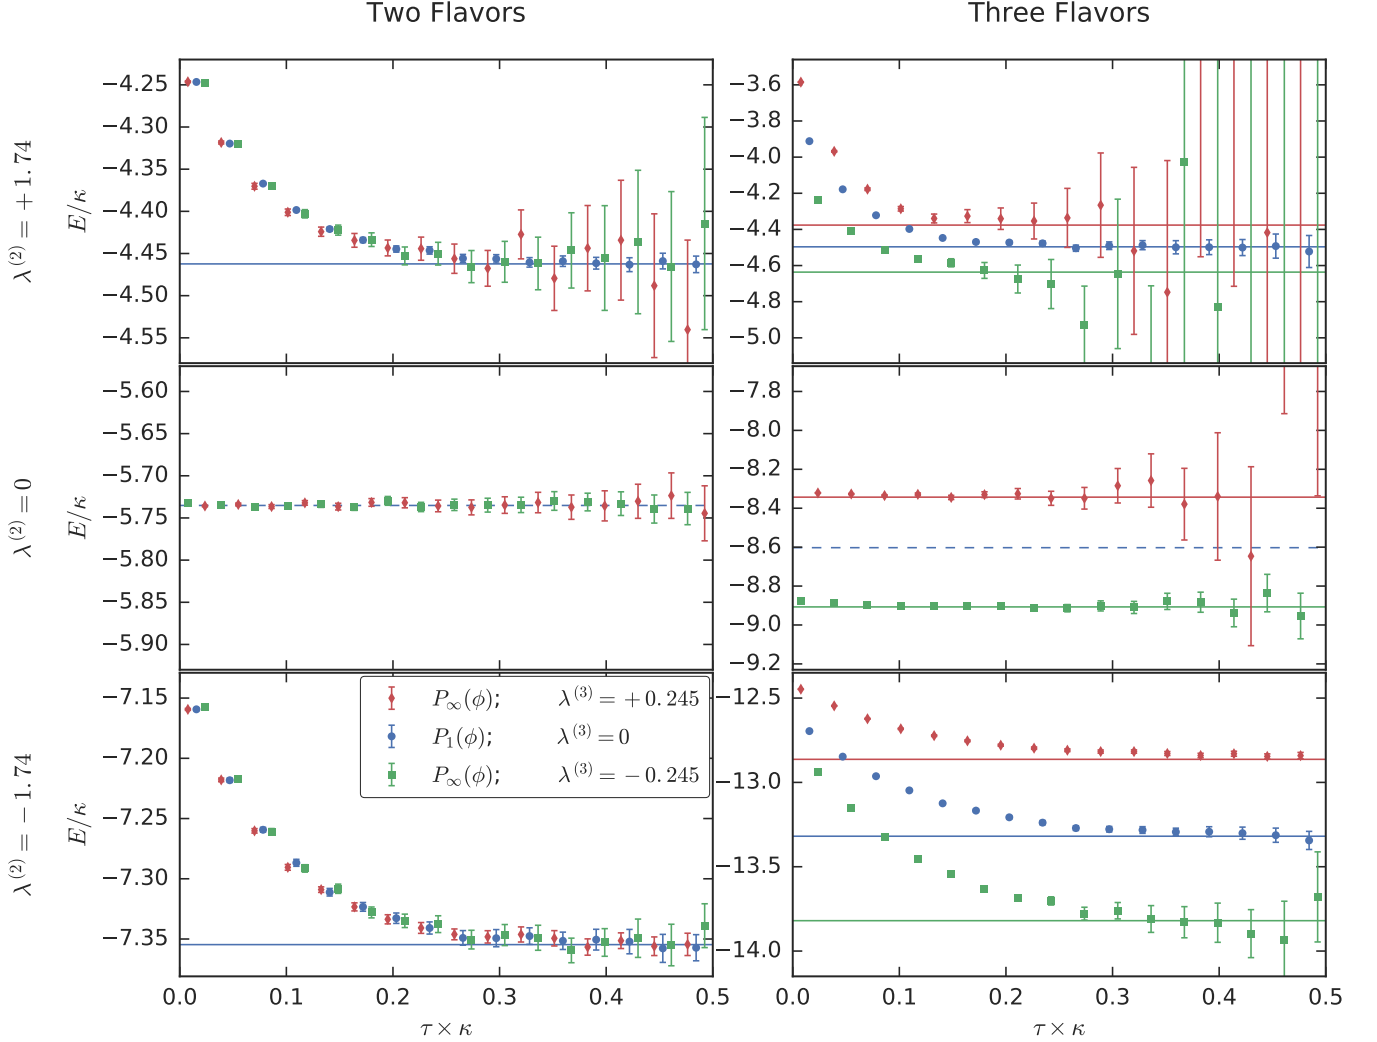 Two Flavors
Three Flavors
λ(2) = +1.74
E/κ
−4.25
−4.30
−4.35
−4.40
−4.45
−4.50
−4.55
−3.6
−3.8
−4.0
−4.2
−4.4
−4.6
−4.8
−5.0
λ(2) = 0
E/κ
−5.60
−5.65
−5.70
−5.75
−5.80
−5.85
−5.90
−7.8
−8.0
−8.2
−8.4
−8.6
−8.8
−9.0
−9.2
λ(2) = −1.74
E/κ
−7.15
−7.20
−7.25
−7.30
−7.35
P∞(ϕ); λ(3) = +0.245
P1(ϕ); λ(3) = 0
P∞(ϕ); λ(3) = −0.245
−12.5
−13.0
−13.5
−14.0
0.0 0.1 0.2 0.3 0.4 0.5
τ × κ
0.0 0.1 0.2 0.3 0.4 0.5
τ × κ